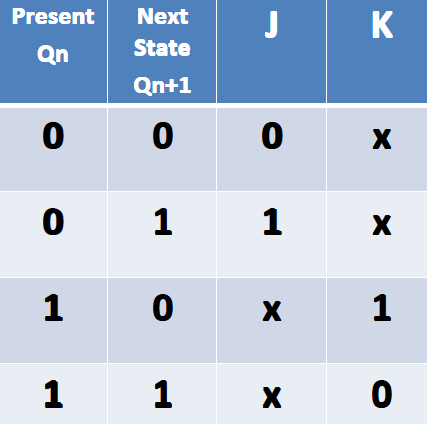 Present Qn Next State Qn+1 J K
0 0 0 x
0 1 1 x
1 0 x 1
1 1 x 0